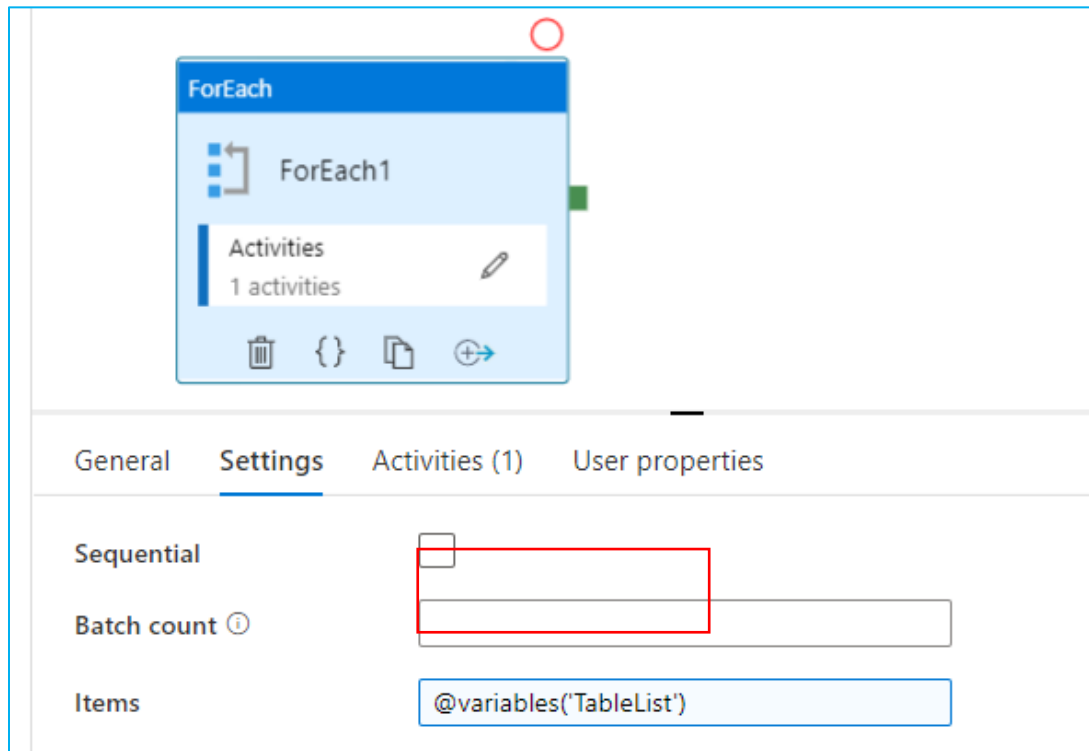 ForEach
ForEach1
Activities
1 activities
{}
General Settings Activities (1) User properties
Sequential
Batch count
Items @variables('TableList')